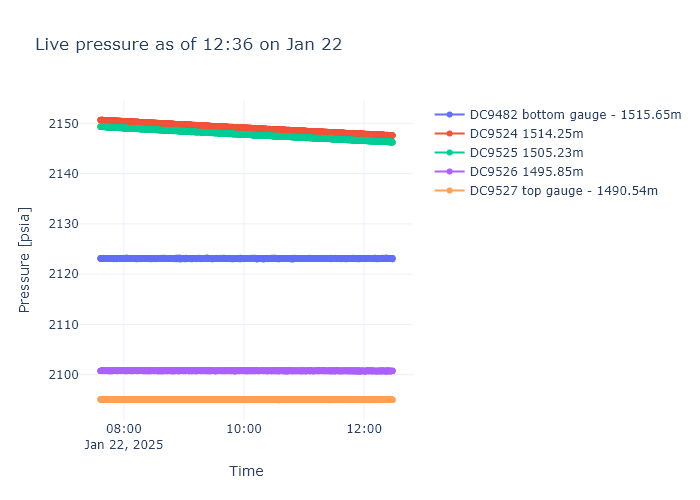 Live pressure as of 12:36 on Jan 22
DC9482 bottom gauge - 1515.65m
DC9524 1514.25m
DC9525 1505.23m
DC9526 1495.85m
DC9527 top gauge - 1490.54m
Pressure [psia]
2150
2140
2130
2120
2110
2100
08:00
Jan 22, 2025
10:00
12:00
Time